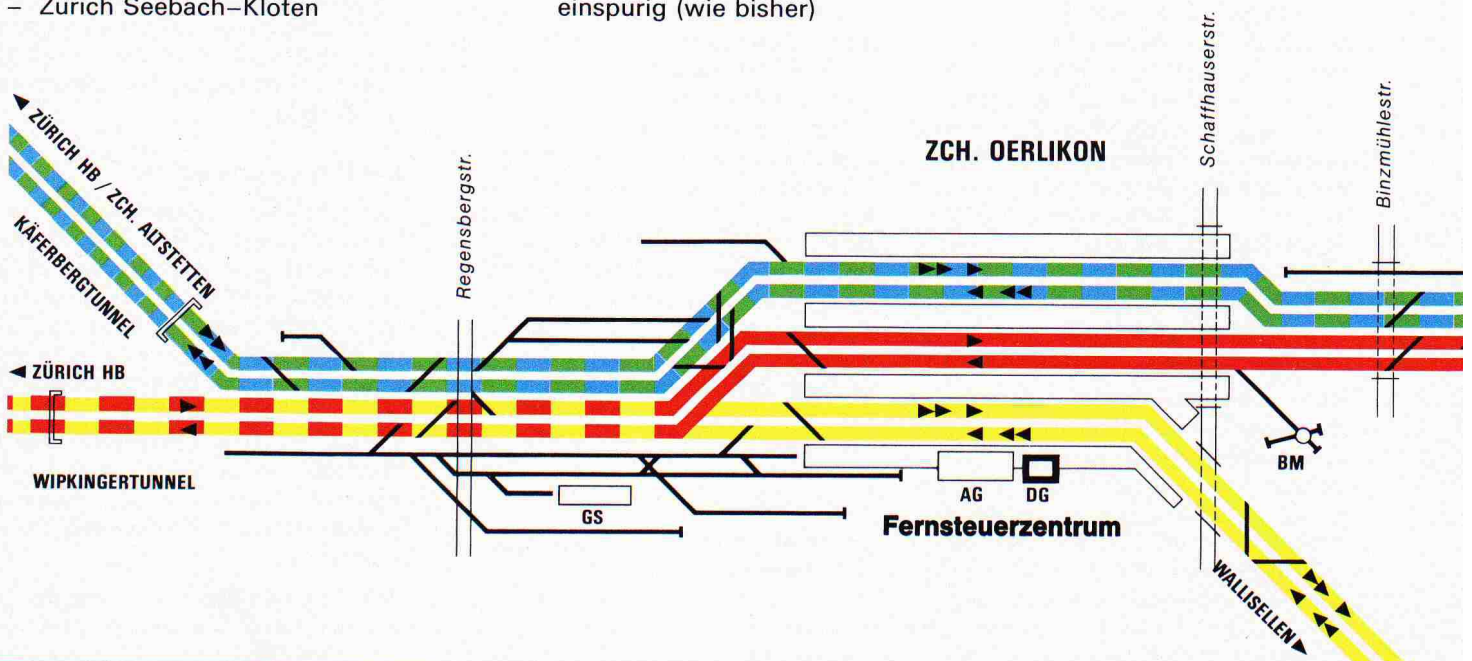 – Zürich Seebach–Kloten einspurig (wie bisher)
ZÜRICH HB / ZCH. ALTSTETTEN
KÄFERBERGTUNNEL
Regensbergstr.
ZCH. OERLIKON
Schaffhauserstr.
Binzmühlestr.
ZÜRICH HB
WIPKINGERTUNNEL
GS
AG
DG
Fernsteuerzentrum
BM
WALLISELLEN